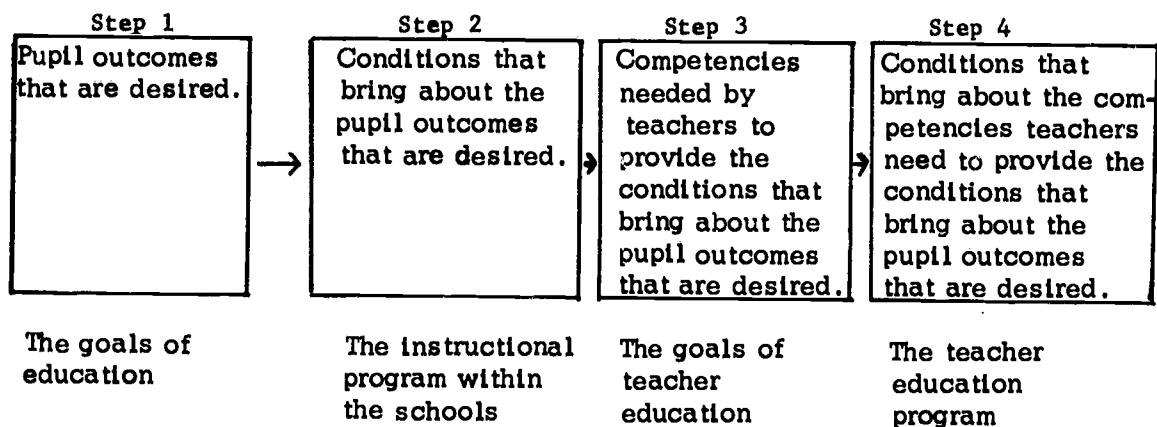 Step 1
Pupil outcomes
that are desired.
The goals of
education
Step 2
Conditions that
bring about the
pupil outcomes
that are desired.
The instructional
program within
the schools
Step 3
Competencies
needed by
teachers to
provide the
conditions that
bring about the
pupil outcomes
that are desired.
The goals of
teacher
education
Step 4
Conditions that
bring about the com-
petencies teachers
need to provide the
conditions that
bring about the
pupil outcomes
that are desired.
The teacher
education
program